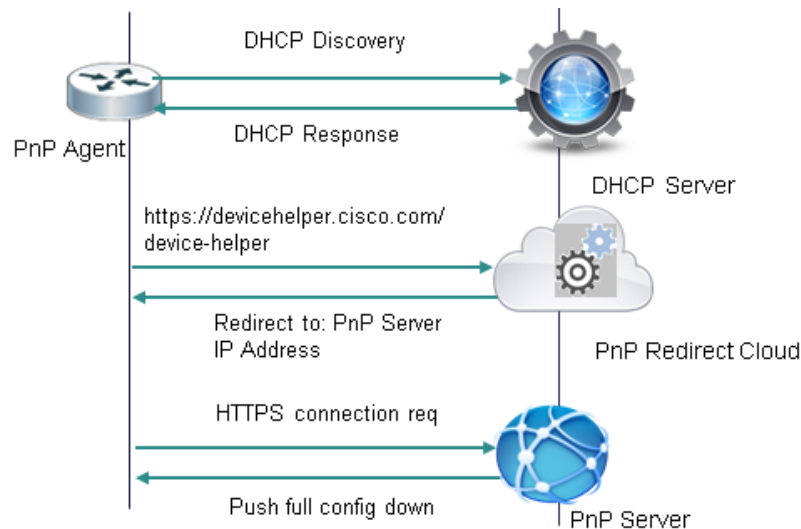 DHCP Discovery
DHCP Response
PnP Agent
DHCP Server
https://devicehelper.cisco.com/
device-helper
Redirect to: PnP Server
IP Address
PnP Redirect Cloud
HTTPS connection req
Push full config down
PnP Server